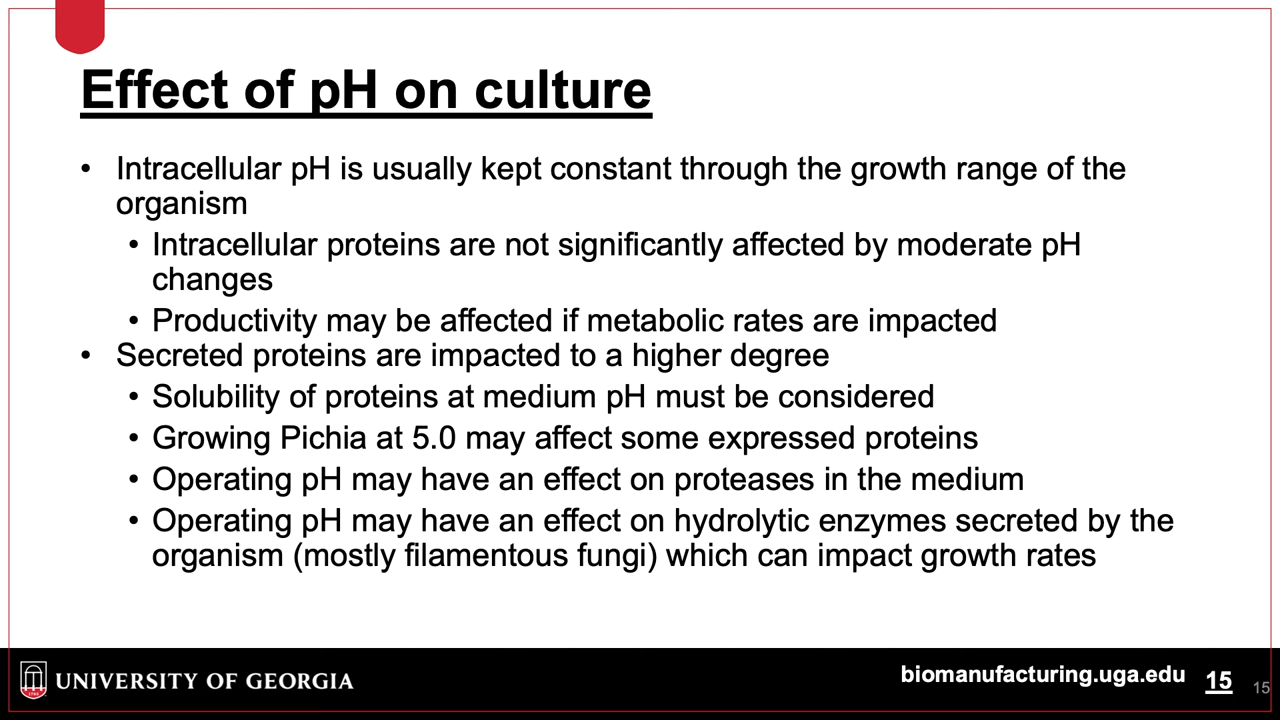 Effect of pH on culture
• Intracellular pH is usually kept constant through the growth range of the
organism
• Intracellular proteins are not significantly affected by moderate pH
changes
• Productivity may be affected if metabolic rates are impacted
• Secreted proteins are impacted to a higher degree
• Solubility of proteins at medium pH must be considered
• Growing Pichia at 5.0 may affect some expressed proteins
• Operating pH may have an effect on proteases in the medium
• Operating pH may have an effect on hydrolytic enzymes secreted by the
organism (mostly filamentous fungi) which can impact growth rates
1785
UNIVERSITY OF GEORGIA
biomanufacturing.uga.edu
15
15